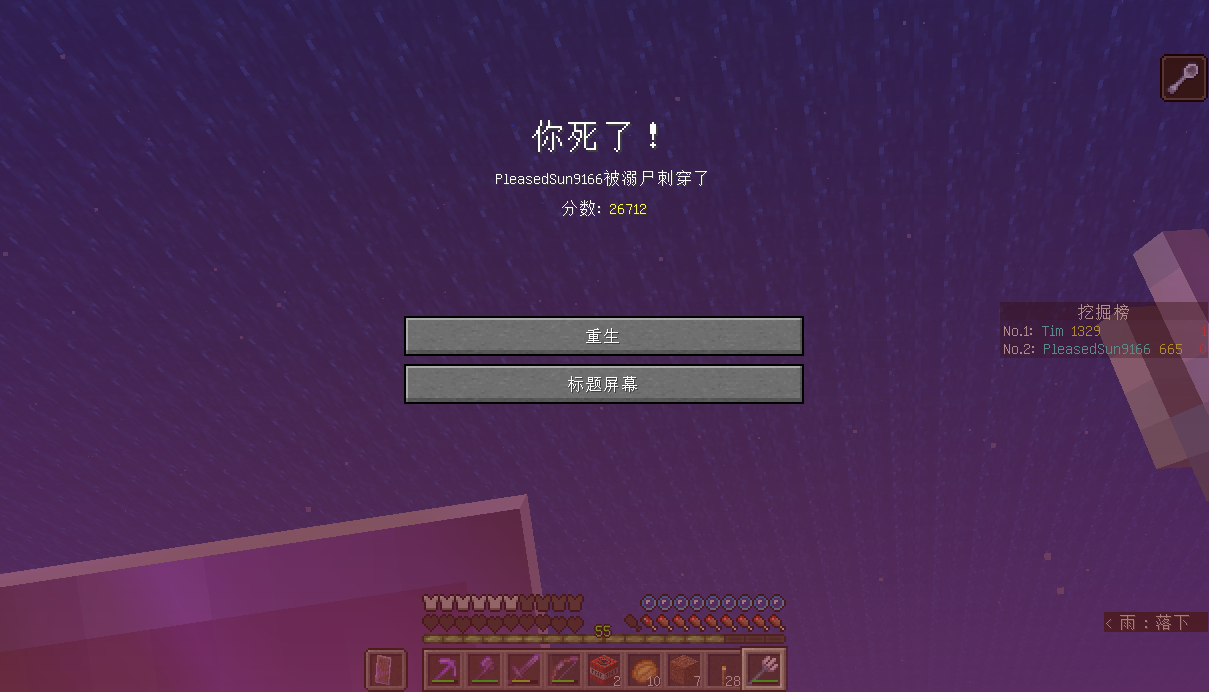 你死了！
PleasedSun9166被溺尸刺穿了
分数: 26712
重生
标题屏幕
挖掘榜
No.1: Tim 1329
No.2: PleasedSun9166 665
< 雨：落下
55
2
10
7
28